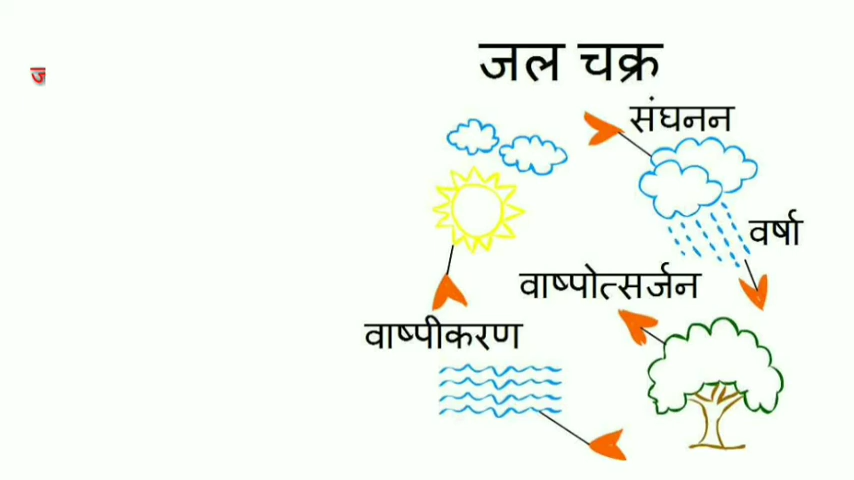 ज
जल चक्र
संघनन
वर्षा
वाष्पोत्सर्जन
वाष्पीकरण